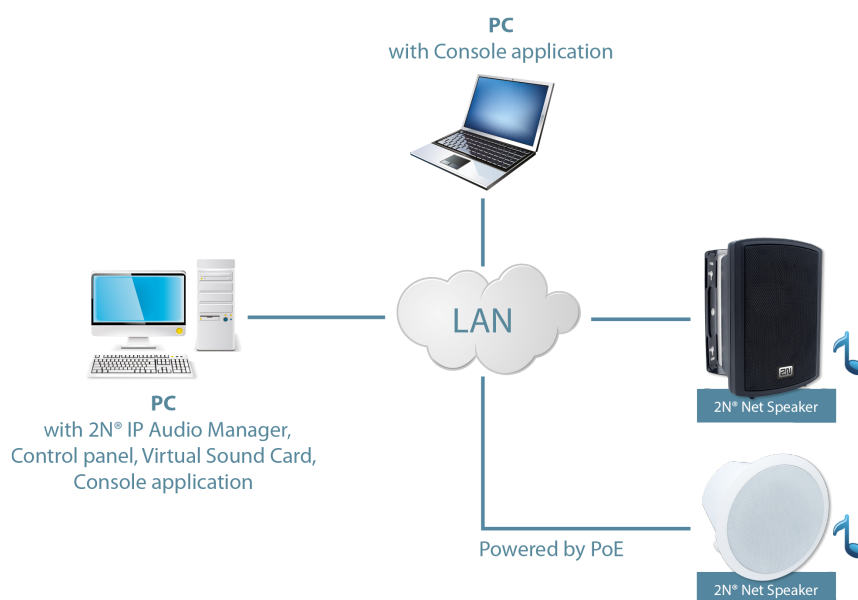 PC
with Console application
LAN
2N
2N® Net Speaker
PC
with 2N® IP Audio Manager,
Control panel, Virtual Sound Card,
Console application
Powered by PoE
2N® Net Speaker